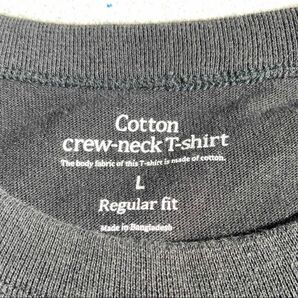 Cotton
crew-neck T-shirt
The body fabric of this T-shirt is made of cotton.
L
Regular fit
Made in Bangladesh